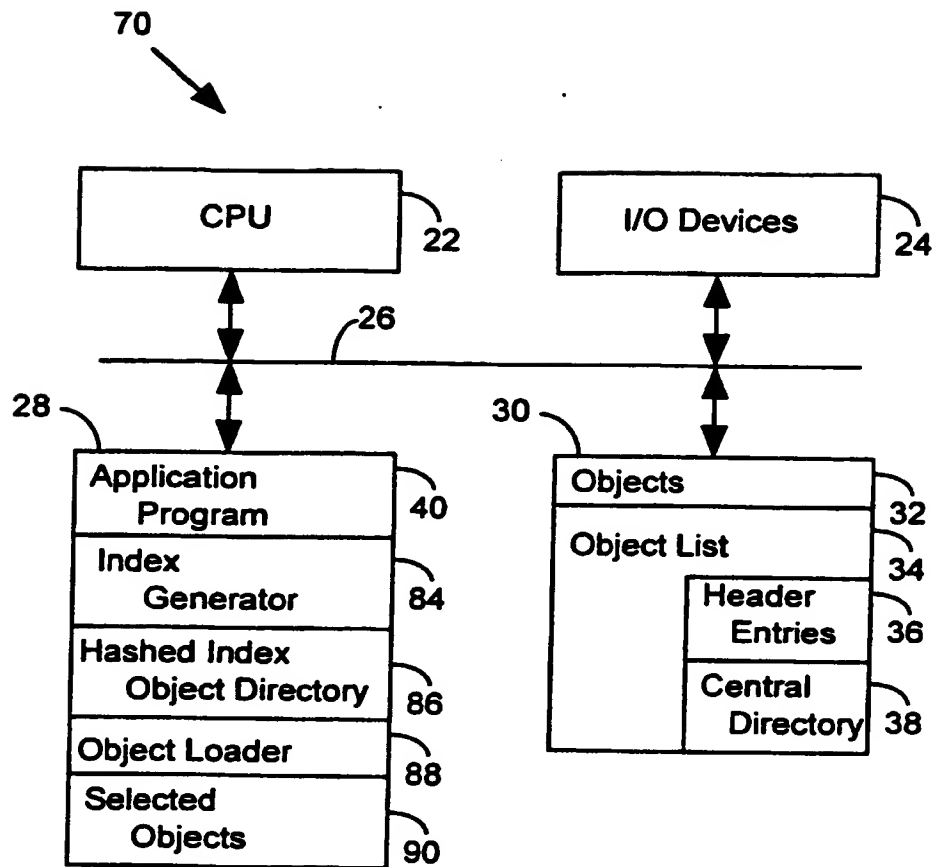 70
CPU
22
I/O Devices
24
26
28
Application
Program
40
Index
Generator
84
Hashed Index
Object Directory
86
Object Loader
88
Selected
Objects
90
30
Objects
32
Object List
34
Header
Entries
36
Central
Directory
38